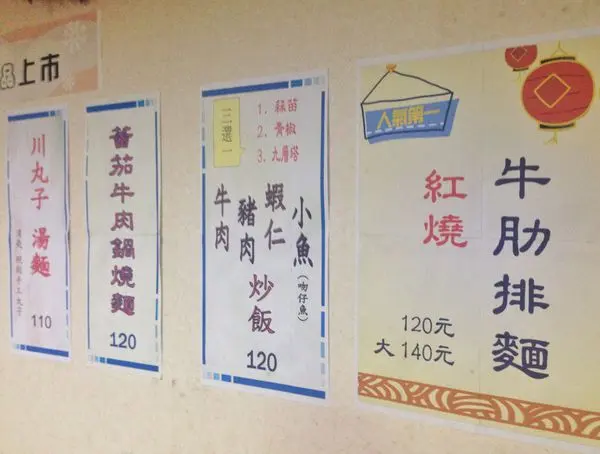 品上市
川丸子湯麵
110
蕃茄牛肉鍋燒麵
120
三選一
1. 蒜苗
2. 青椒
3. 九層塔
小魚
(吻仔魚)
蝦仁
豬肉
牛肉
炒飯
120
人氣第一
牛肋排麵
紅燒
120元
大 140元